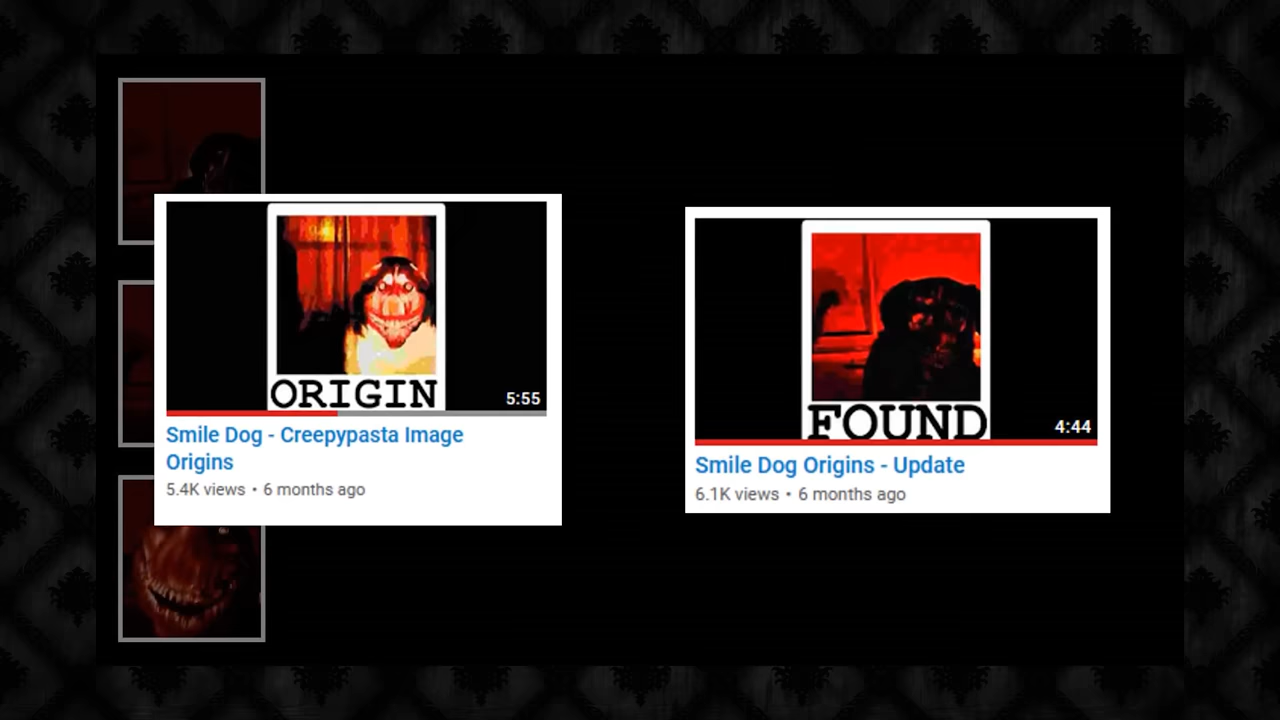 ORIGIN
5:55
Smile Dog - Creepypasta Image
Origins
5.4K views • 6 months ago
FOUND
4:44
Smile Dog Origins - Update
6.1K views • 6 months ago